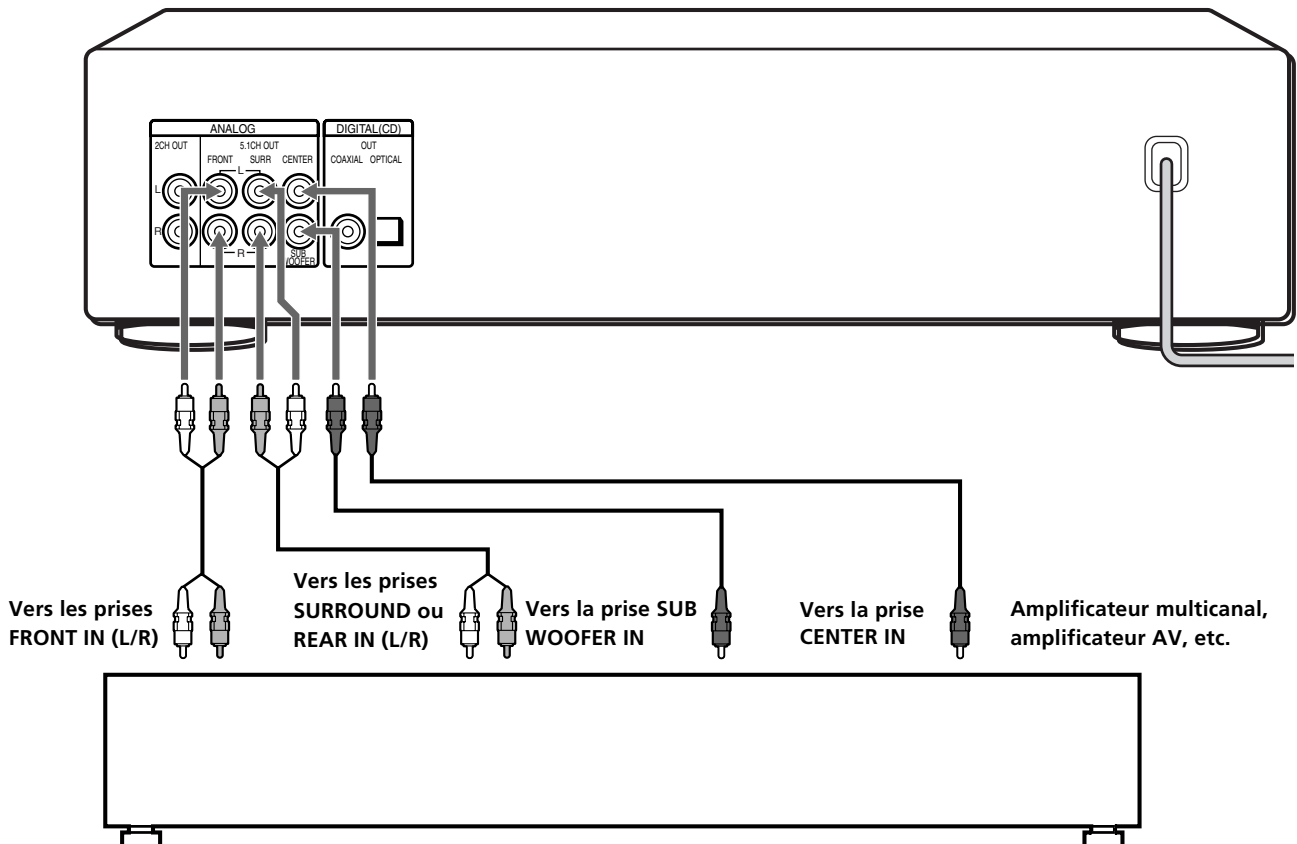 ANALOG
DIGITAL(CD)
2CH OUT
5.1CH OUT
OUT
FRONT
SURR
CENTER
COAXIAL
OPTICAL
L
L
R
R
SUB
WOOFER
Vers les prises
FRONT IN (L/R)
Vers les prises
SURROUND ou
REAR IN (L/R)
Vers la prise SUB
WOOFER IN
Vers la prise
CENTER IN
Amplificateur multicanal,
amplificateur AV, etc.